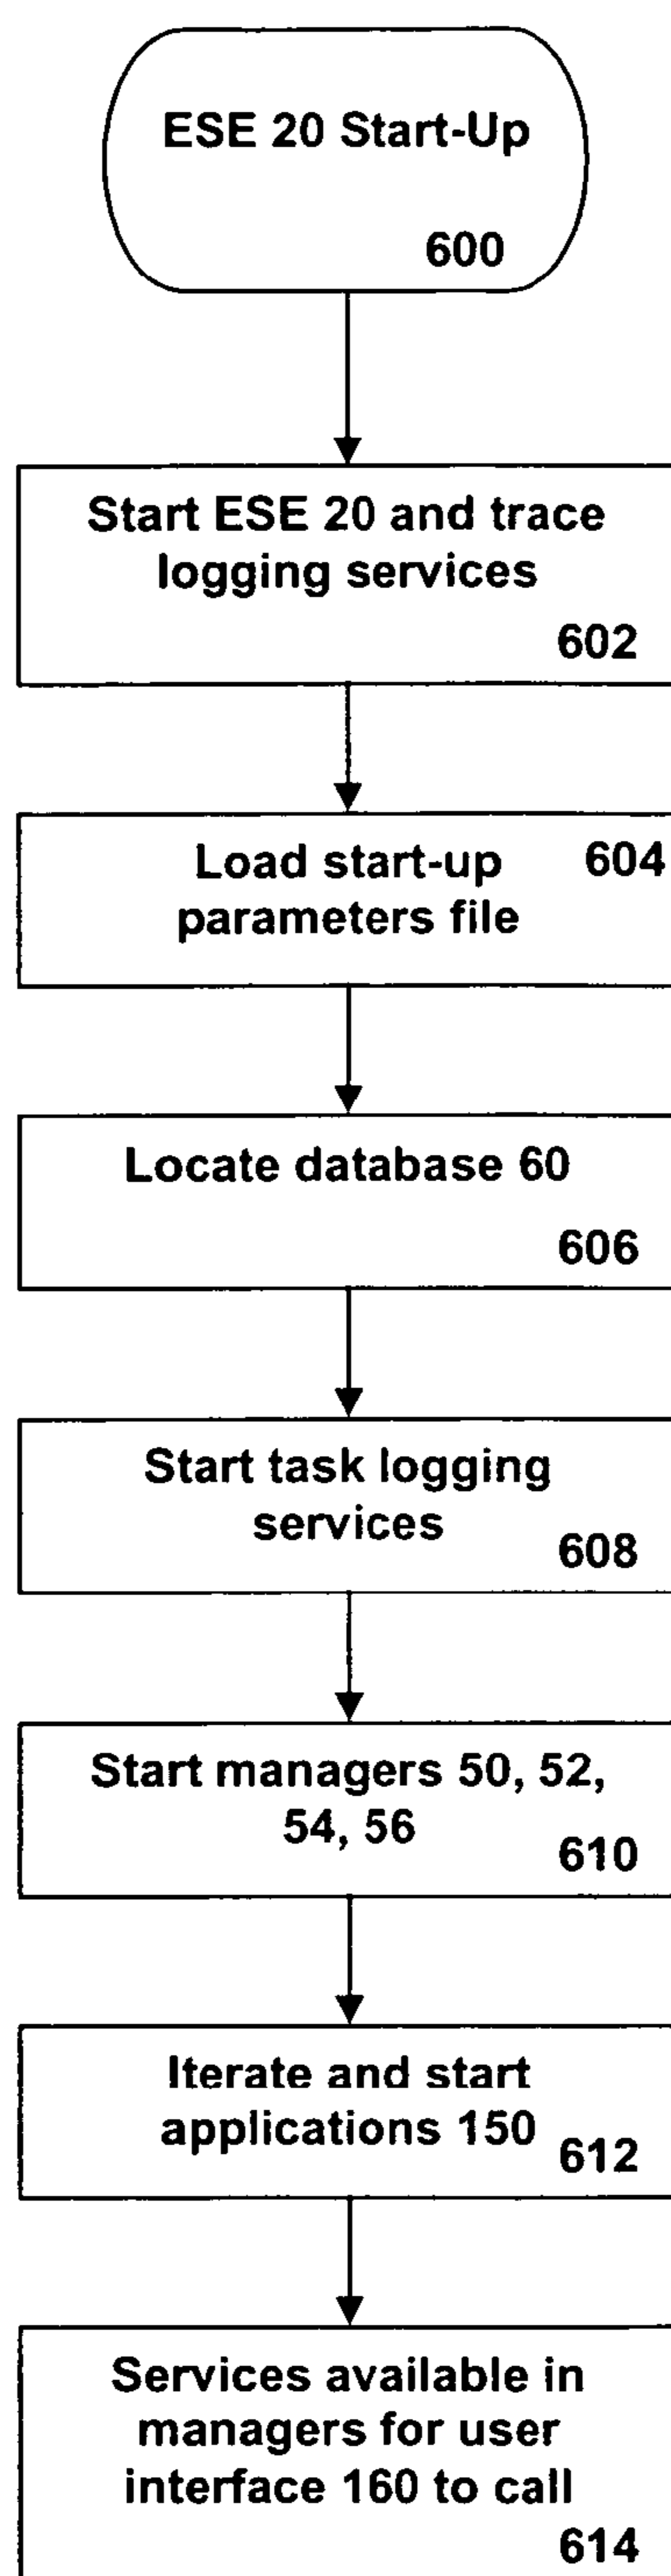 ESE 20 Start-Up
600
Start ESE 20 and trace
logging services
602
Load start-up 604
parameters file
Locate database 60
606
Start task logging
services
608
Start managers 50, 52,
54, 56
610
Iterate and start
applications 150
612
Services available in
managers for user
interface 160 to call
614